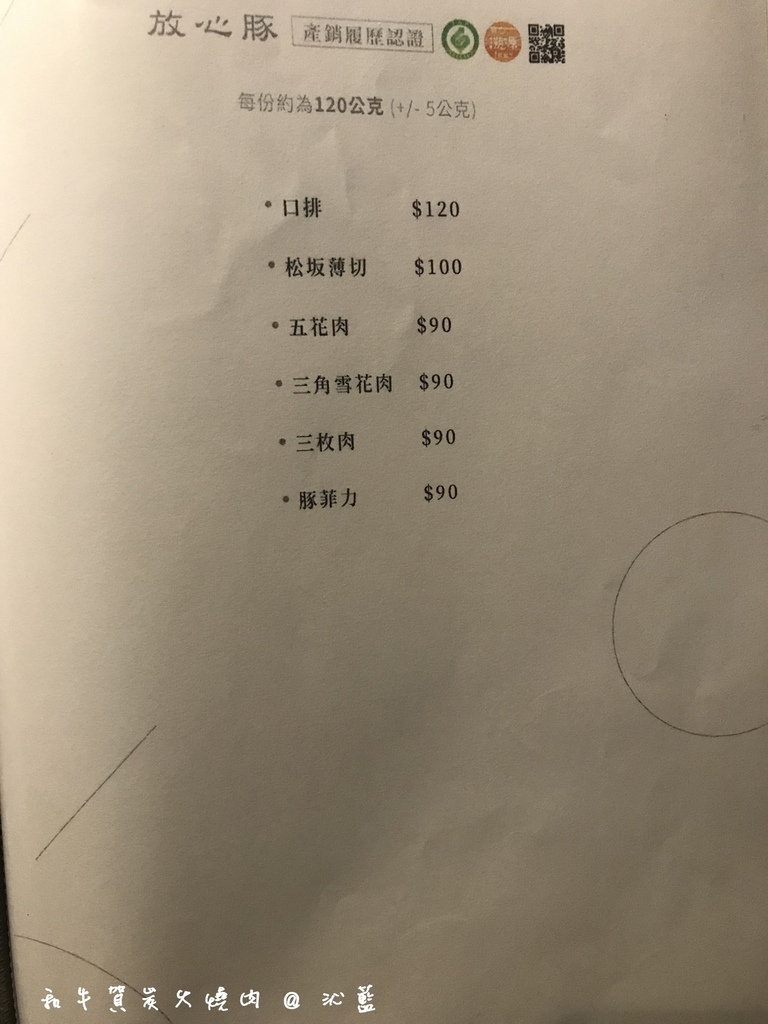 放心豚 產銷履歷認證
每份約為120公克 (+/- 5公克)
• 口排 $120
• 松坂薄切 $100
• 五花肉 $90
• 三角雪花肉 $90
• 三枚肉 $90
• 豚菲力 $90
和牛賀炭火燒肉 @ 沁藍